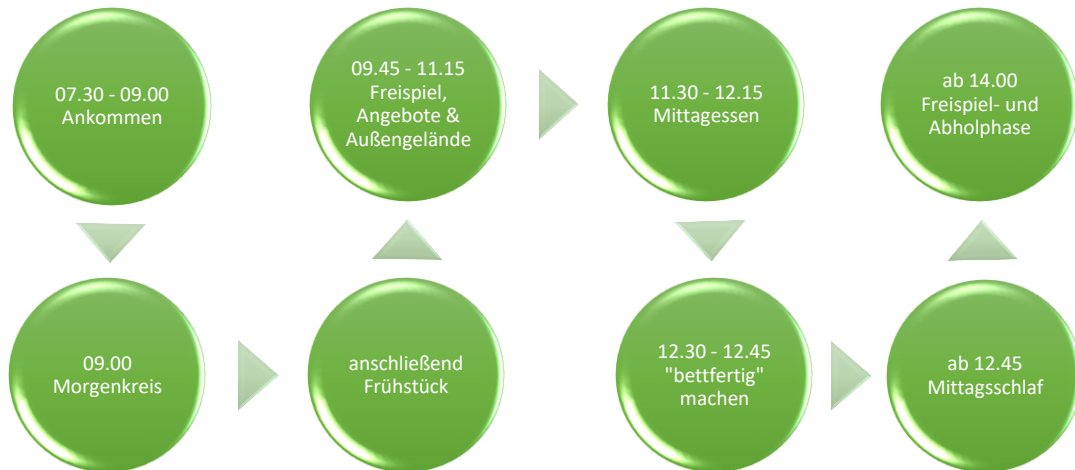 07.30 - 09.00
Ankommen
09.00
Morgenkreis
anschließend
Frühstück
09.45 - 11.15
Freispiel,
Angebote &
Außengelände
11.30 - 12.15
Mittagessen
12.30 - 12.45
"bettfertig"
machen
ab 12.45
Mittagsschlaf
ab 14.00
Freispiel- und
Abholphase